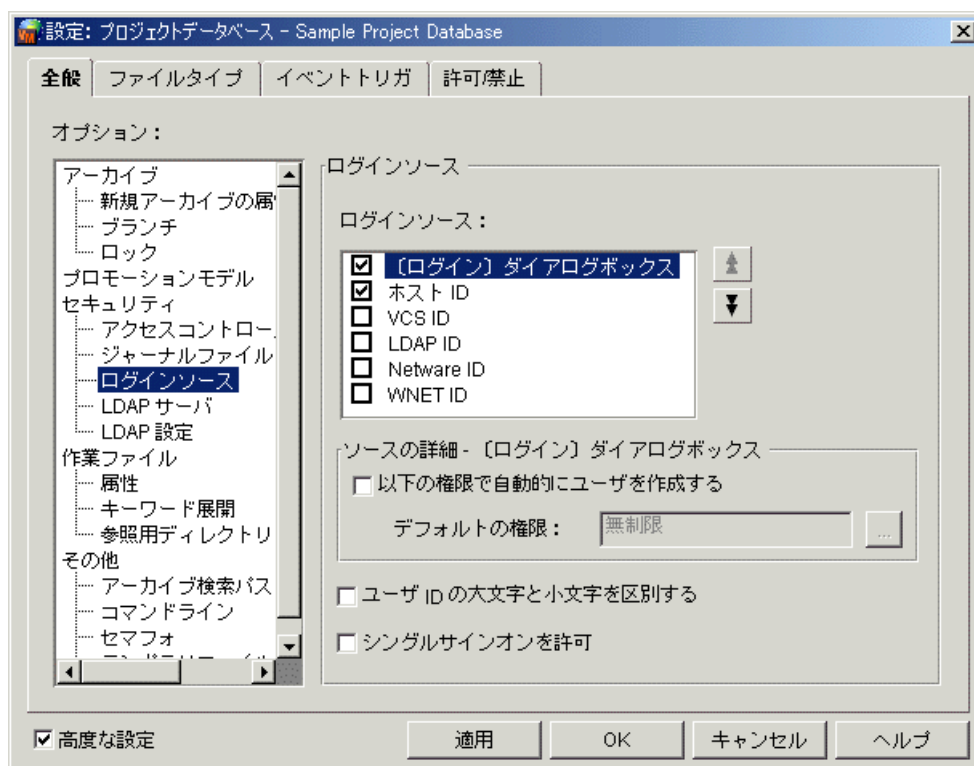 設定: プロジェクトデータベース – Sample Project Database
全般
ファイルタイプ
イベントトリガ
許可/禁止
オプション：
アーカイブ
新規アーカイブの属
ブランチ
ロック
プロモーションモデル
セキュリティ
アクセスコントロー
ジャーナルファイル
ログインソース
LDAP サーバ
LDAP 設定
作業ファイル
属性
キーワード展開
参照用ディレクトリ
その他
アーカイブ検索パス
コマンドライン
セマフォ
ログインソース
ログインソース：
〔ログイン〕ダイアログボックス
ホスト ID
VCS ID
LDAP ID
Netware ID
WNET ID
ソースの詳細 - 〔ログイン〕ダイアログボックス
以下の権限で自動的にユーザを作成する
デフォルトの権限：
無制限
...
ユーザ ID の大文字と小文字を区別する
シングルサインオンを許可
高度な設定
適用
OK
キャンセル
ヘルプ